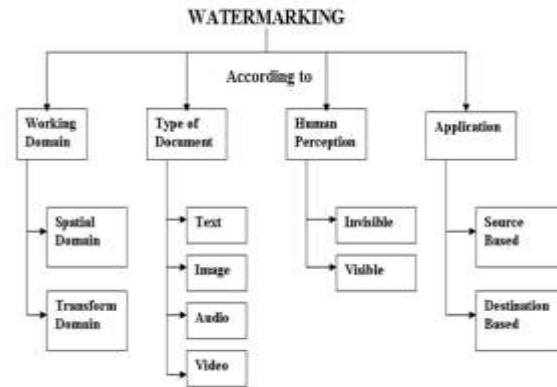 WATERMARKING
According to
Working
Domain
Type of
Document
Human
Perception
Application
Spatial
Domain
Transform
Domain
Text
Image
Audio
Video
Invisible
Visible
Source
Based
Destination
Based